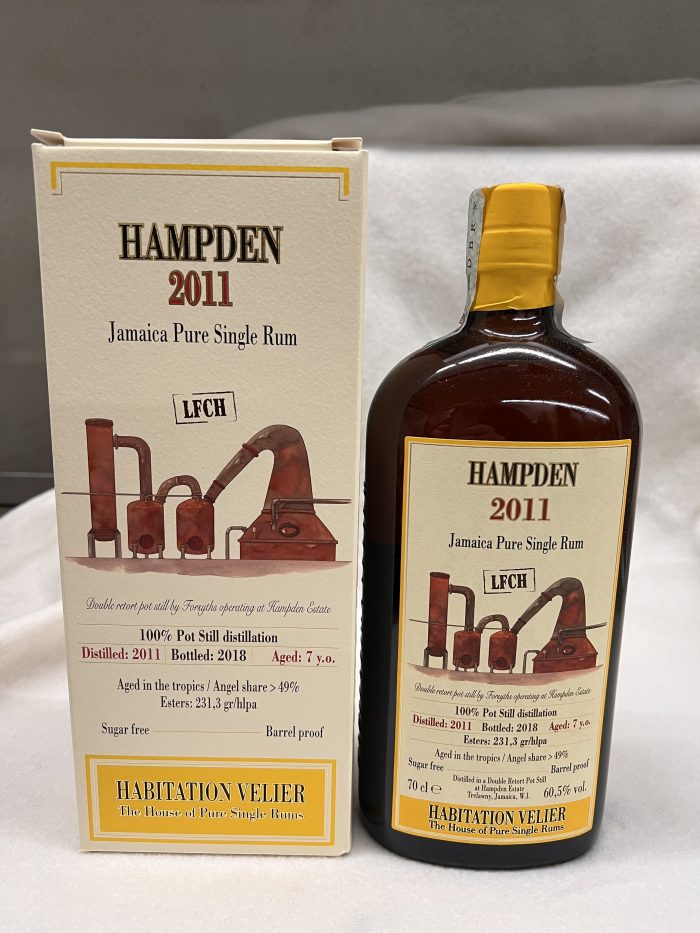 HAMPDEN
2011
Jamaica Pure Single Rum
LFCH
Double retort pot still by Forsyths operating at Hampden Estate
100% Pot Still distillation
Distilled: 2011 Bottled: 2018 Aged: 7 y.o.
Aged in the tropics / Angel share > 49%
Esters: 231,3 gr/hlpa
Sugar free Barrel proof
HABITATION VELIER
The House of Pure Single Rums
HAMPDEN
2011
Jamaica Pure Single Rum
LFCH
Double retort pot still by Forsyths operating at Hampden Estate
100% Pot Still distillation
Distilled: 2011 Bottled: 2018 Aged: 7 y.o.
Esters: 231,3 gr/hlpa
Aged in the tropics / Angel share > 49%
Sugar free Barrel proof
Distilled in a Double Retort Pot Still
at Hampden Estate
Trelawny, Jamaica, W.I.
70 cl e 60,5% vol.
HABITATION VELIER
The House of Pure Single Rums